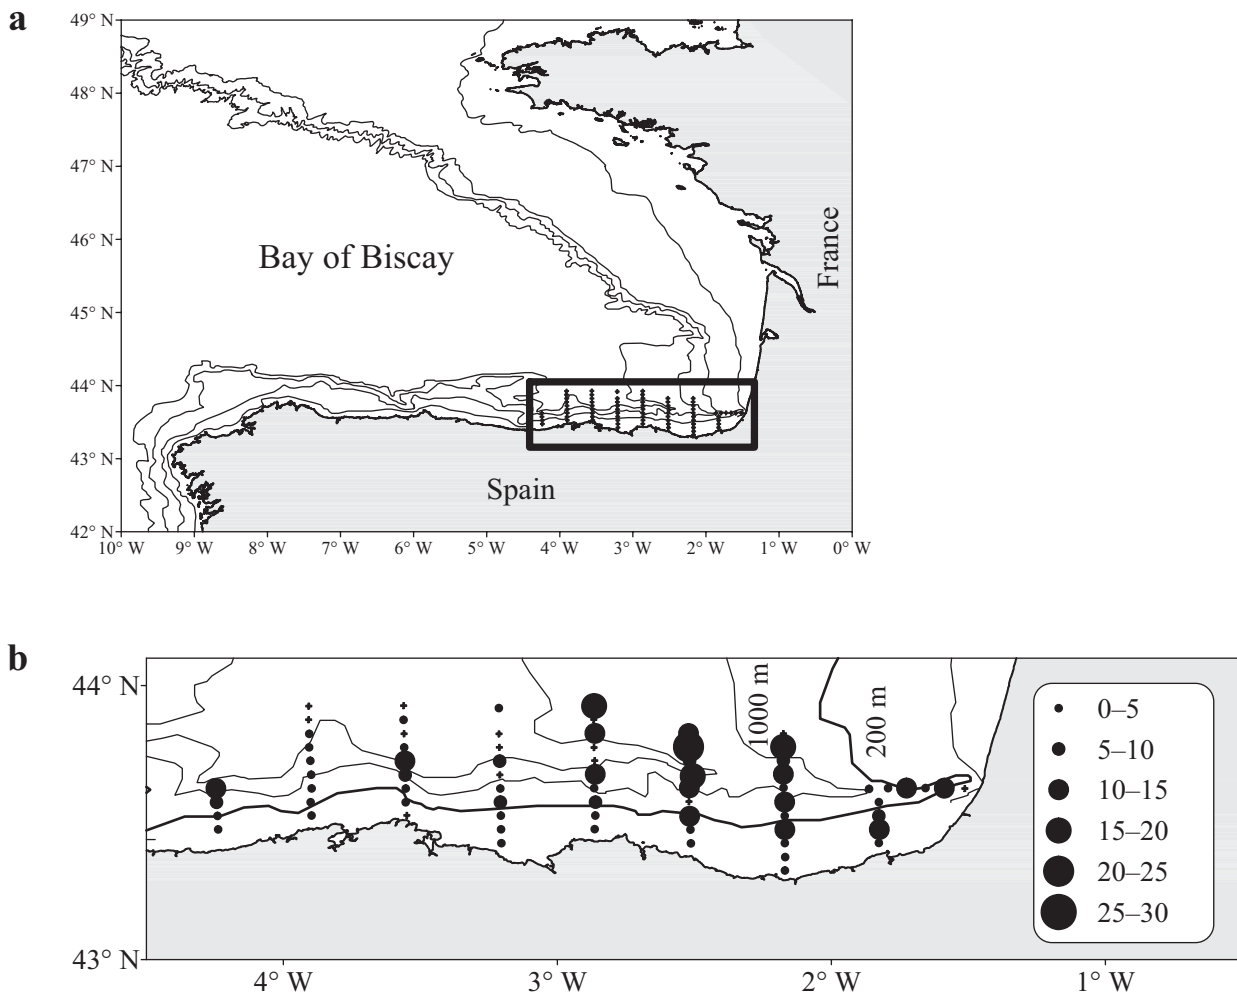 a
49° N
48° N
47° N
46° N
45° N
44° N
43° N
42° N
Bay of Biscay
France
Spain
10° W 9° W 8° W 7° W 6° W 5° W 4° W 3° W 2° W 1° W 0° W
b
44° N
43° N
1000 m
200 m
0–5
5–10
10–15
15–20
20–25
25–30
4° W 3° W 2° W 1° W